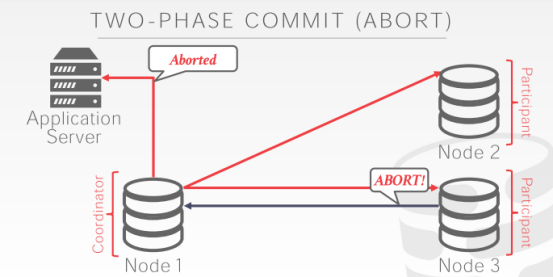 TWO-PHASE COMMIT (ABORT)
Aborted
Application
Server
Participant
Node 2
Coordinator
ABORT!
Participant
Node 1
Node 3